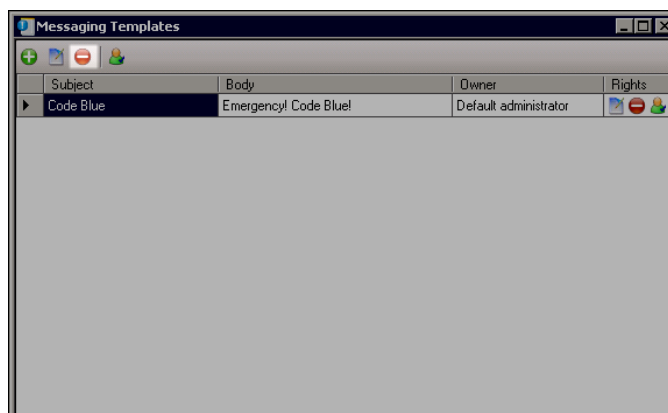 Messaging Templates
Subject Body Owner Rights
Code Blue Emergency! Code Blue! Default administrator